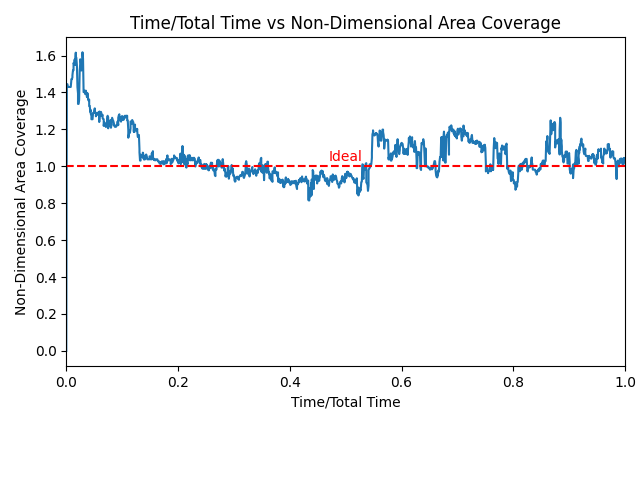 Time/Total Time vs Non-Dimensional Area Coverage
Non-Dimensional Area Coverage
1.6
1.4
1.2
1.0
0.8
0.6
0.4
0.2
0.0
Ideal
0.0 0.2 0.4 0.6 0.8 1.0
Time/Total Time